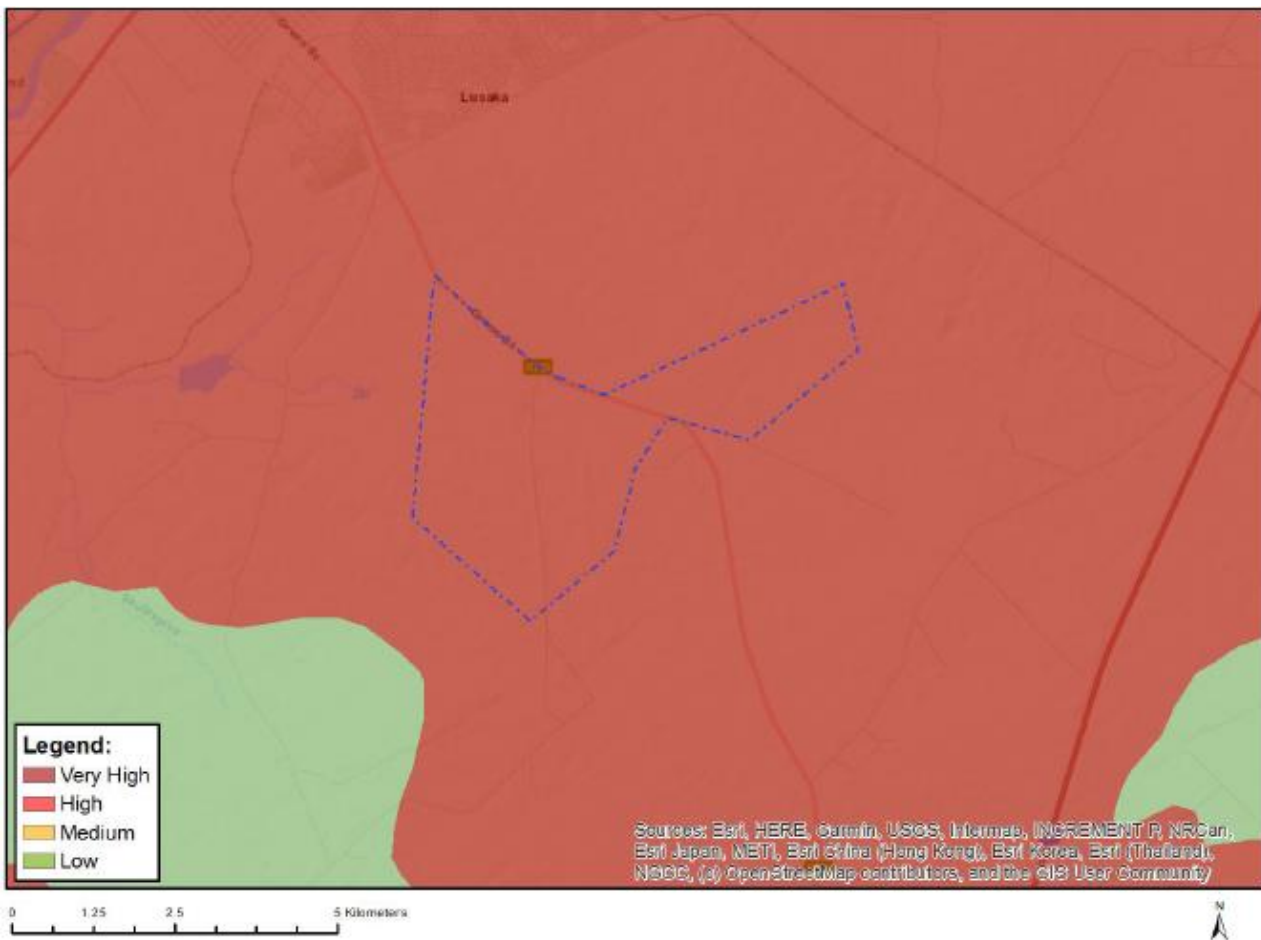 Lusaka
Legend:
Very High
High
Medium
Low
Sources: Esri, HERE, Garmin, USGS, Intermap, INCREMENT P, NRCan,
Esri Japan, METI, Esri China (Hong Kong), Esri Korea, Esri (Thailand),
NGCC, (c) OpenStreetMap contributors, and the GIS User Community
0 1.25 2.5 5 Kilometers
N